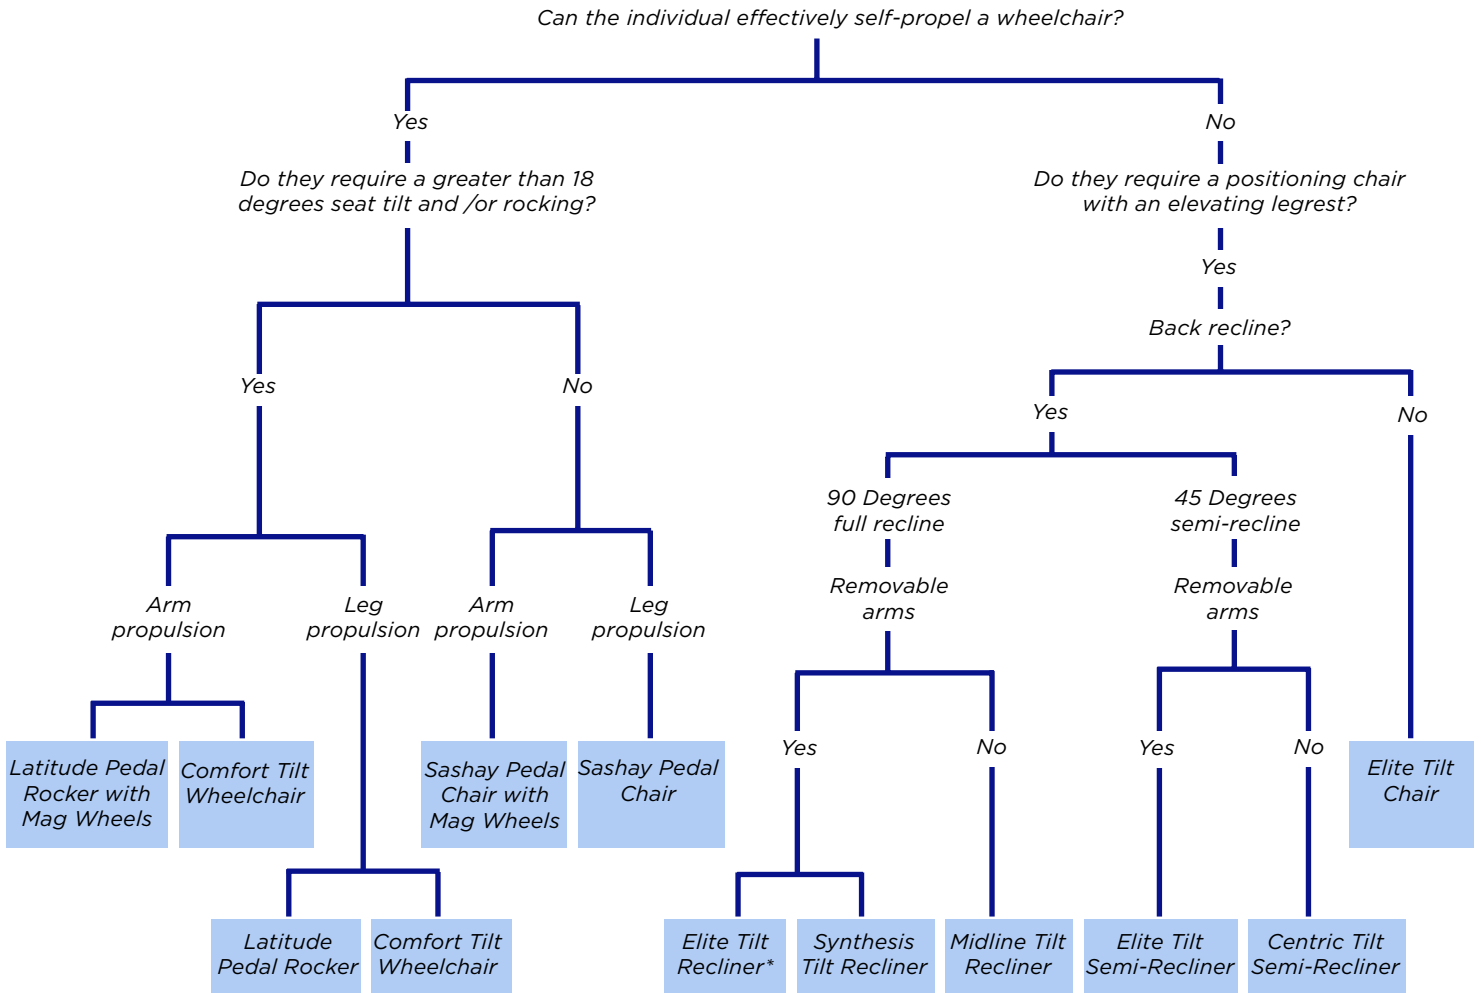 Can the individual effectively self-propel a wheelchair?
Yes
No
Do they require a greater than 18
degrees seat tilt and /or rocking?
Do they require a positioning chair
with an elevating legrest?
Yes
Back recline?
Yes
No
Yes
No
90 Degrees
full recline
45 Degrees
semi-recline
Removable
arms
Removable
arms
Arm
propulsion
Leg
propulsion
Arm
propulsion
Leg
propulsion
Yes
No
Yes
No
Latitude Pedal
Rocker with
Mag Wheels
Comfort Tilt
Wheelchair
Sashay Pedal
Chair with
Mag Wheels
Sashay Pedal
Chair
Elite Tilt
Chair
Latitude
Pedal Rocker
Comfort Tilt
Wheelchair
Elite Tilt
Recliner*
Synthesis
Tilt Recliner
Midline Tilt
Recliner
Elite Tilt
Semi-Recliner
Centric Tilt
Semi-Recliner